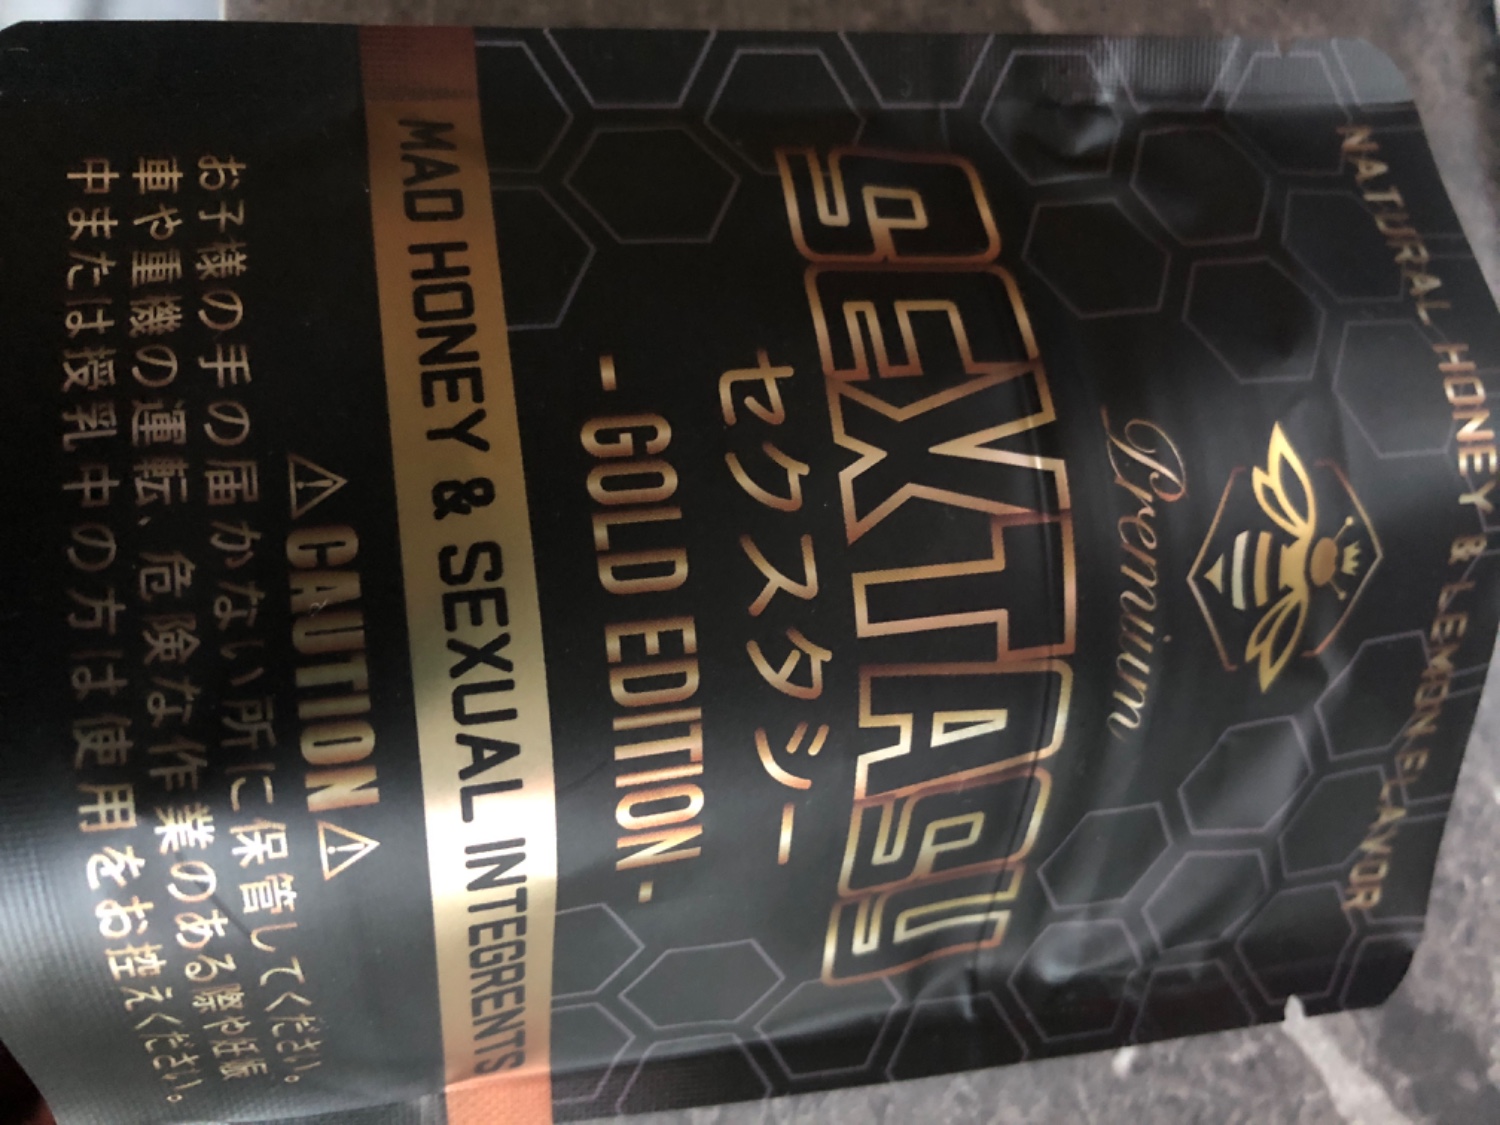 NATURAL HONEY & LEMON FLAVOR
Premium
SEXTASY
セクスタシー
- GOLD EDITION -
MAD HONEY & SEXUAL INTEGRENTS
⚠CAUTION⚠
お子様の手の届かない所に保管してください。
車や重機の運転、危険な作業のある際や妊娠
中または授乳中の方は使用をお控えください。